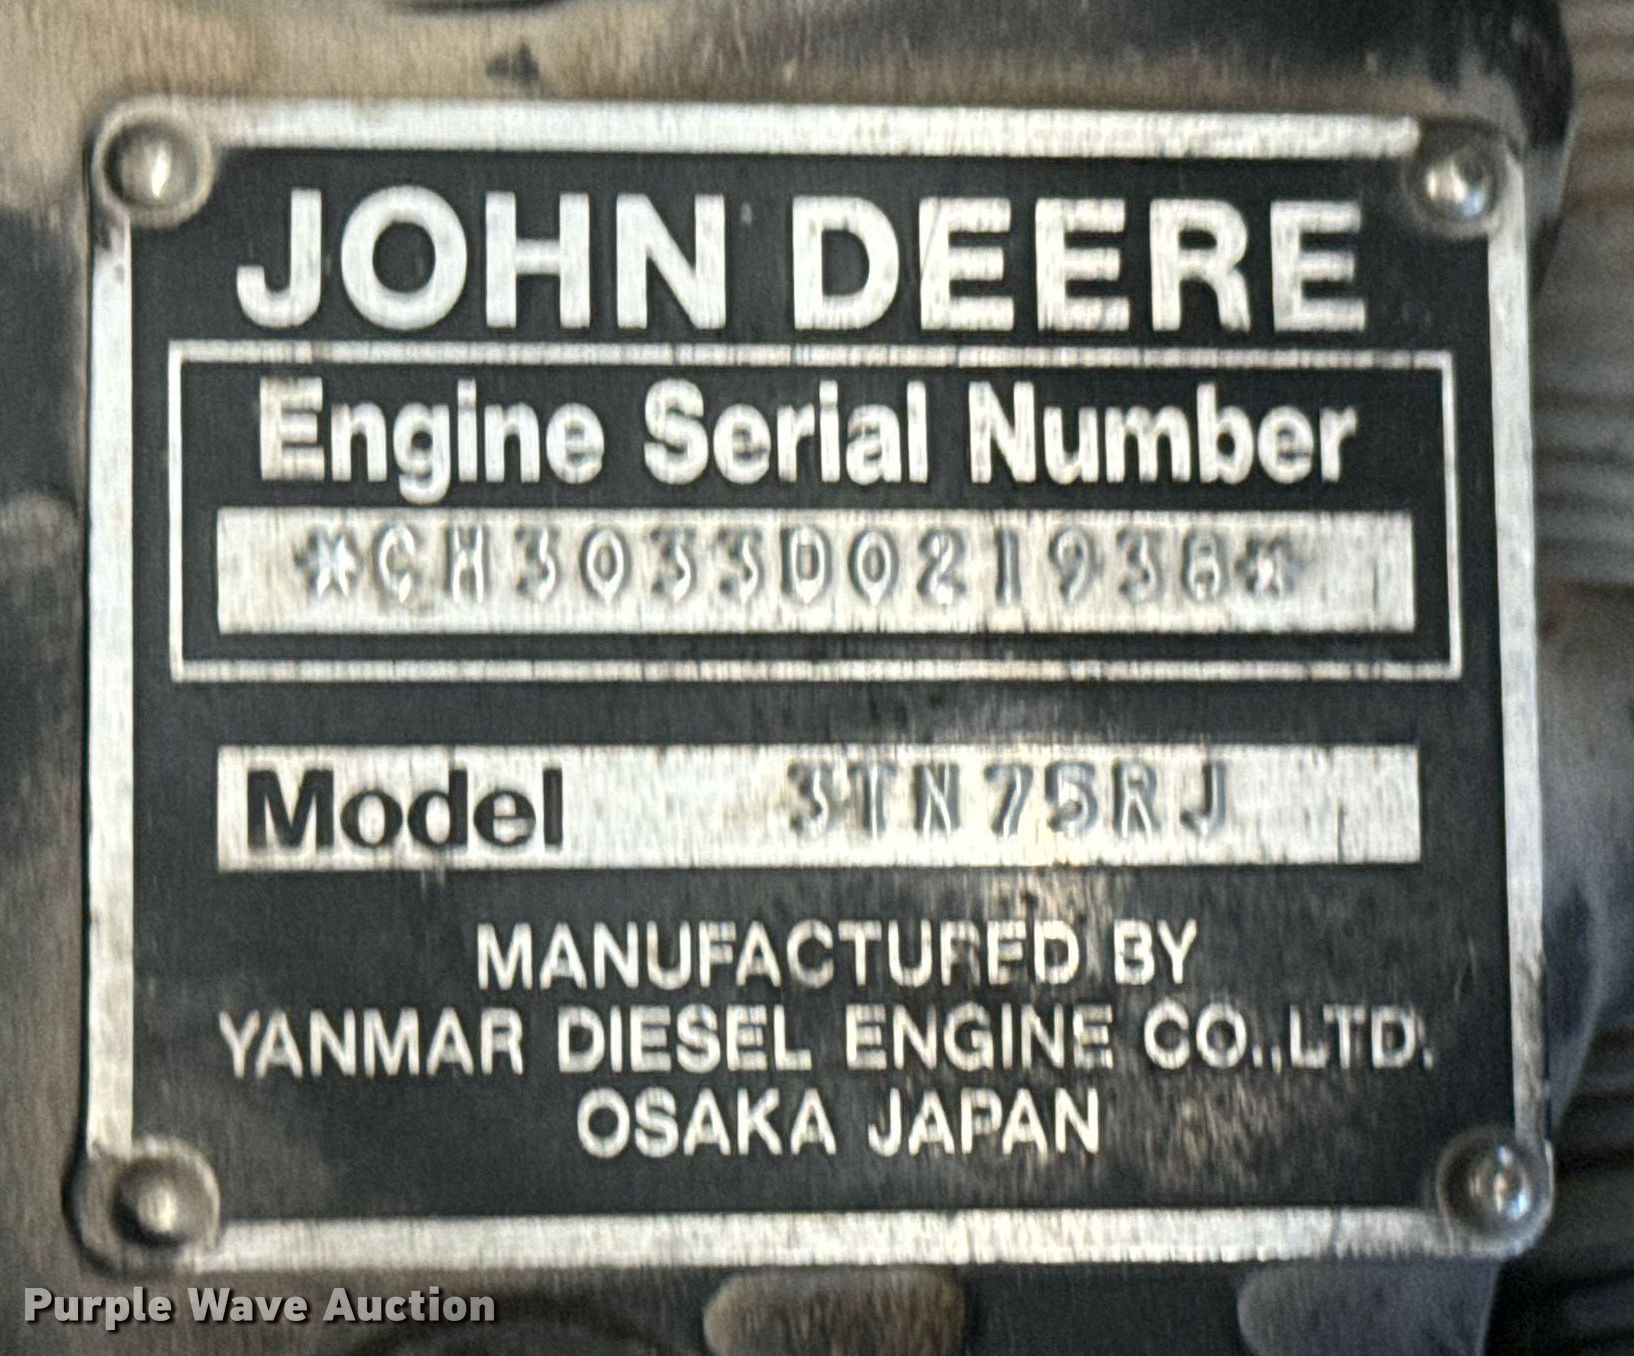 JOHN DEERE
Engine Serial Number
*CH3033D021938*
Model 3TN75RJ
MANUFACTURED BY
YANMAR DIESEL ENGINE CO.,LTD.
OSAKA JAPAN
Purple Wave Auction